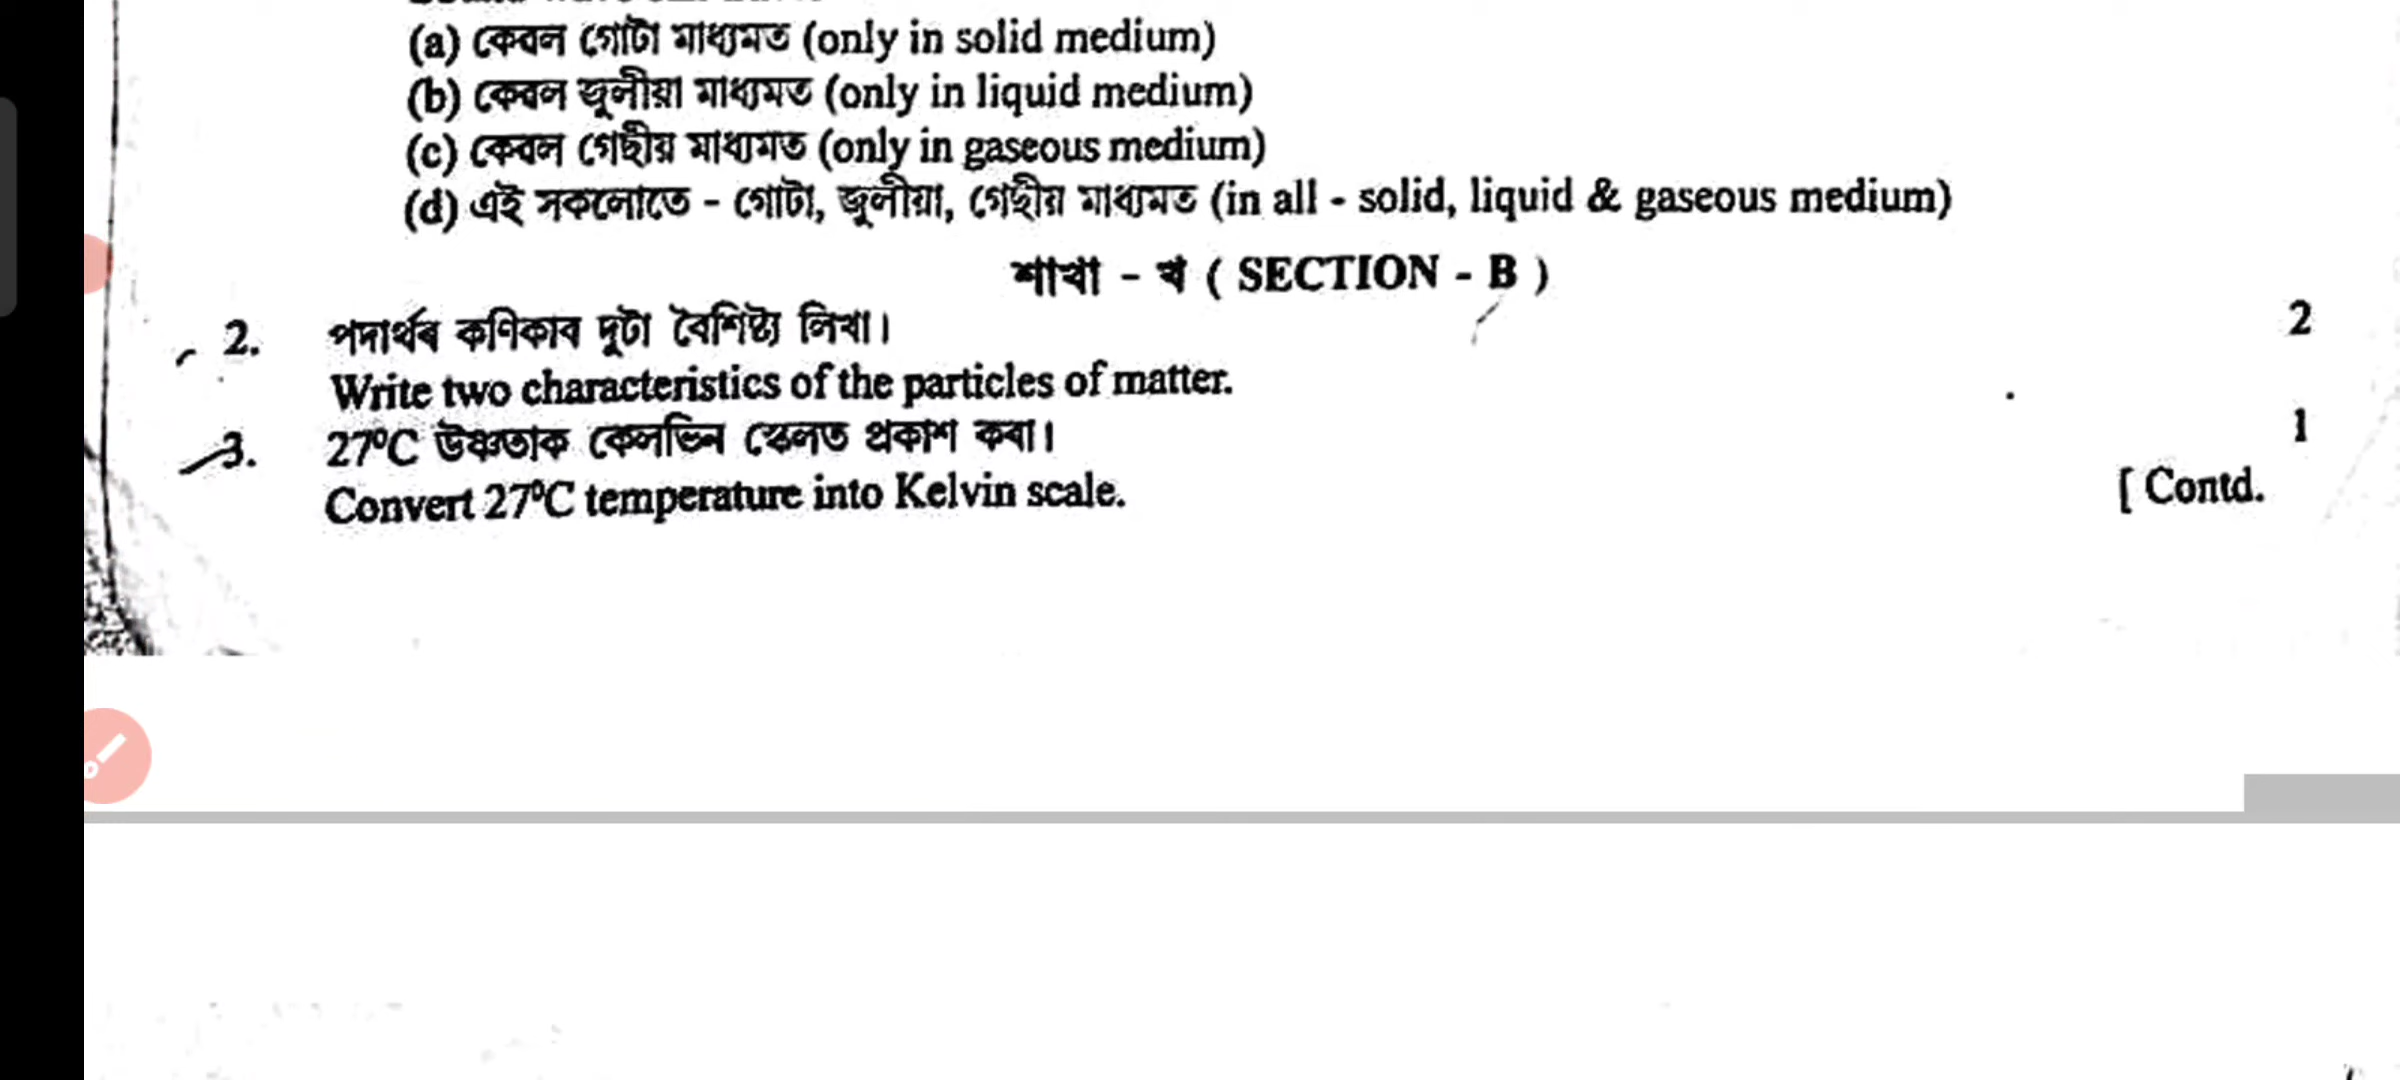 (a) কেৱল গোটা মাধ্যমত (only in solid medium)
(b) কেৱল জুলীয়া মাধ্যমত (only in liquid medium)
(c) কেৱল গেছীয় মাধ্যমত (only in gaseous medium)
(d) এই সকলোতে - গোটা, জুলীয়া, গেছীয় মাধ্যমত (in all - solid, liquid & gaseous medium)
শাখা - খ ( SECTION - B )
2. পদাৰ্থৰ কণিকাৰ দুটা বৈশিষ্ট্য লিখা। 2
Write two characteristics of the particles of matter.
3. 27⁰C উষ্ণতাক কেলভিন স্কেলত প্ৰকাশ কৰা। 1
Convert 27⁰C temperature into Kelvin scale.
[ Contd.